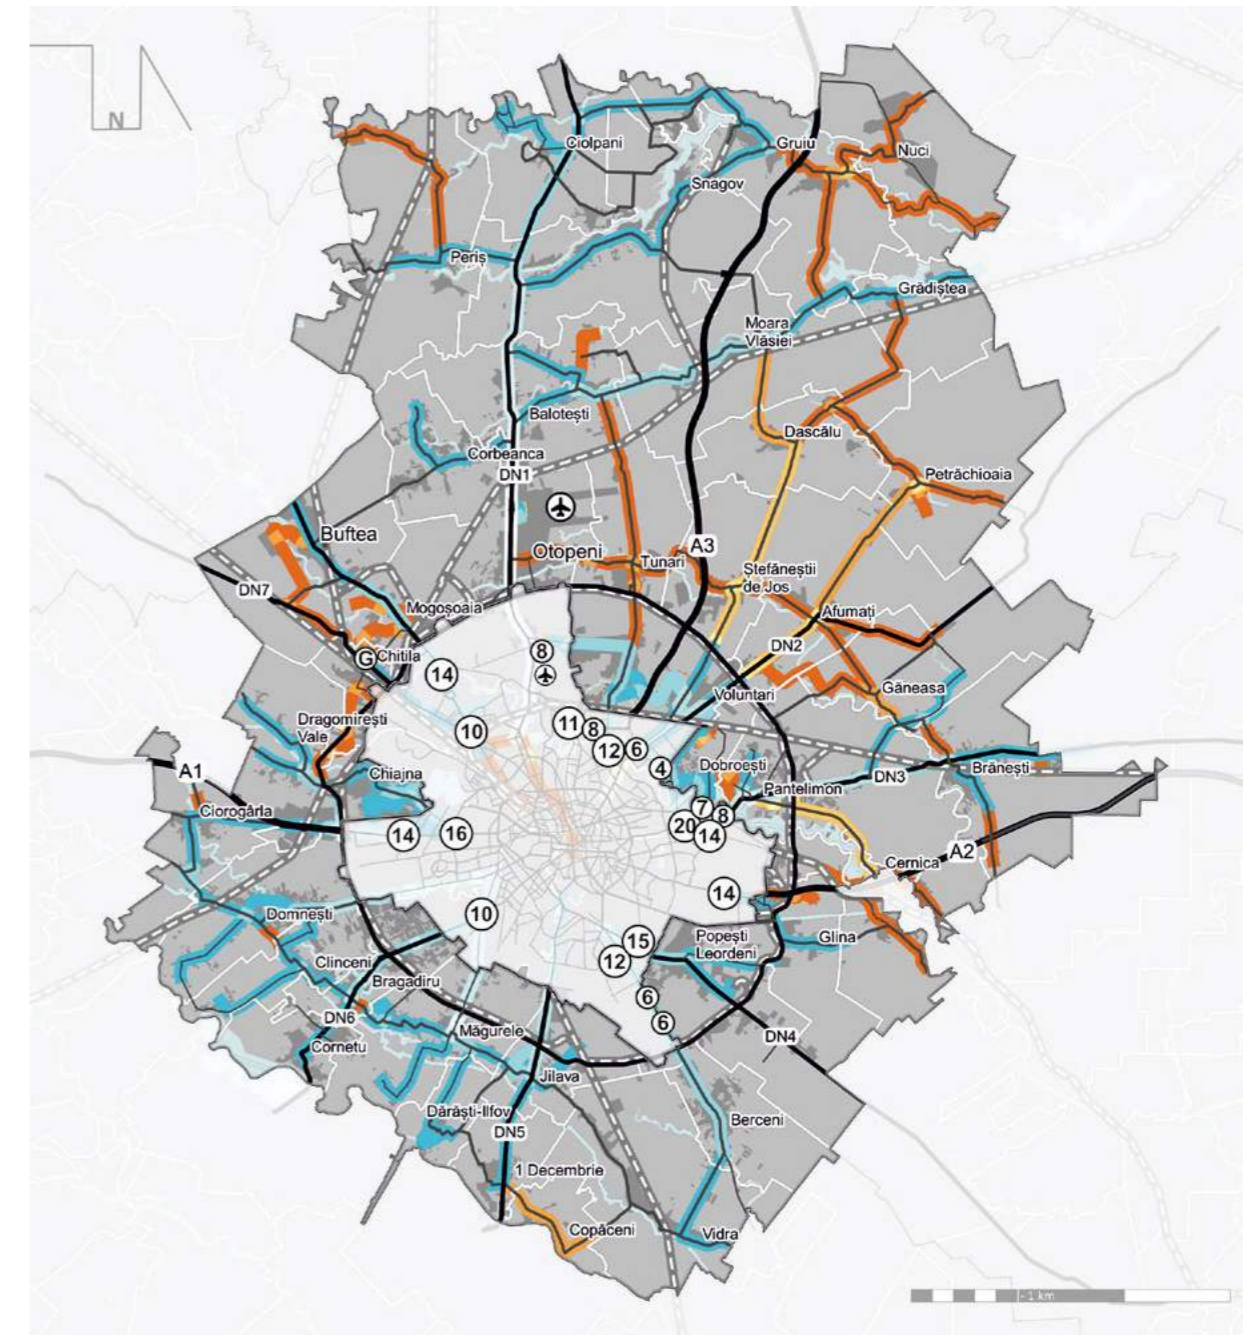 N
Ciolpani
Gruiu
Nuci
Snagov
Periș
Grădiștea
Moara
Vlăsiei
Balotești
Dascălu
Corbeanca
DN1
Petrăchioaia
Buftea
Otopeni
A3
Tunari
Ștefăneștii
de Jos
DN7
Mogoșoaia
Afumați
DN2
G
Chitila
8
14
Găneasa
Voluntari
Dragomirești
Vale
10
11
8
12
6
4
Dobroești
Brănești
A1
Chiajna
DN3
Pantelimon
Ciorogârla
7
8
14
16
20
14
A2
Cernica
14
Domnești
10
Popești
Leordeni
Glina
15
12
Clinceni
Bragadiru
6
DN6
6
Măgurele
DN4
Cornetu
Jilava
Dărăști-Ilfov
Berceni
DN5
1 Decembrie
Copăceni
Vidra
1 km